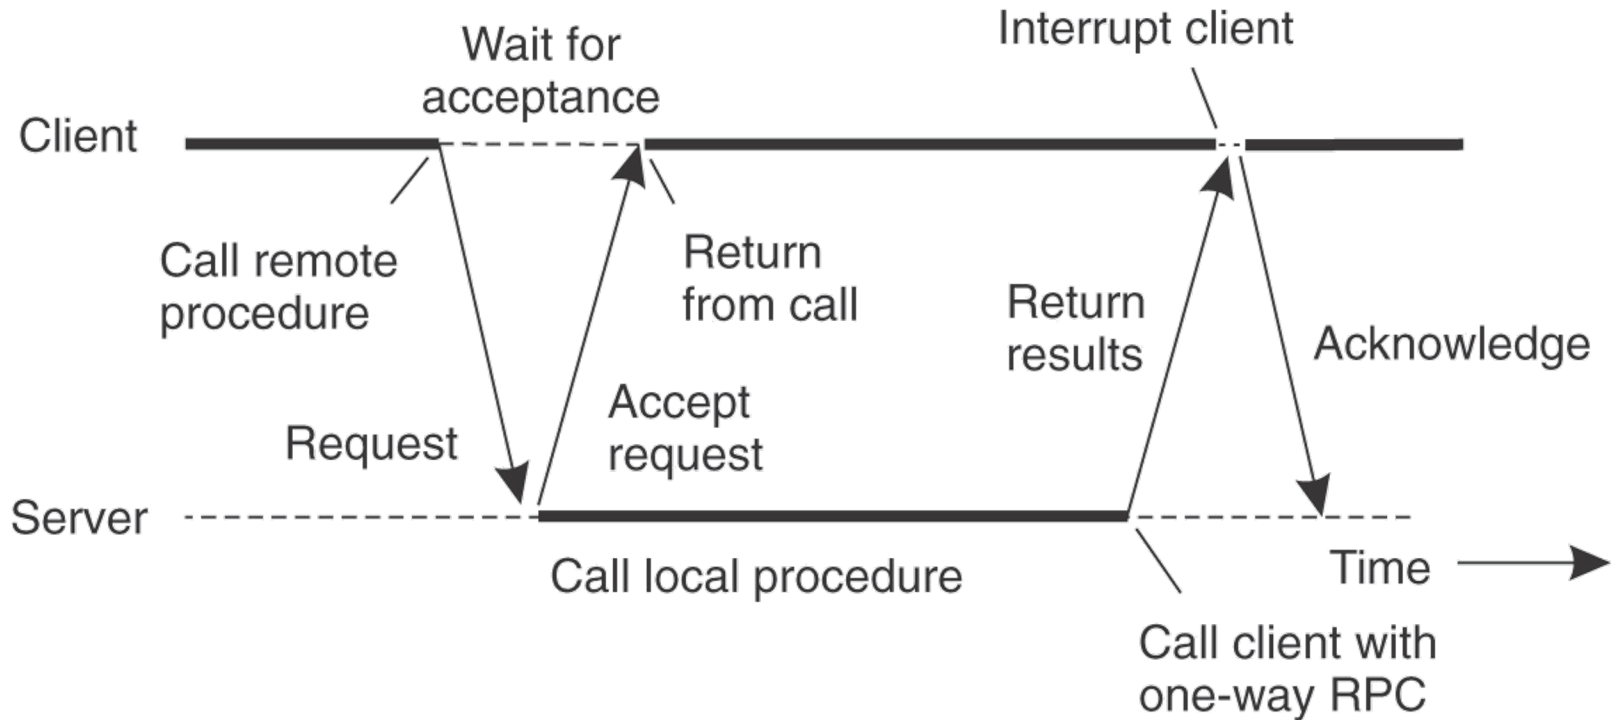 Interrupt client
Wait for
acceptance
Client
Call remote
procedure
Return
from call
Return
results
Acknowledge
Accept
request
Request
Server
Call local procedure
Time
Call client with
one-way RPC